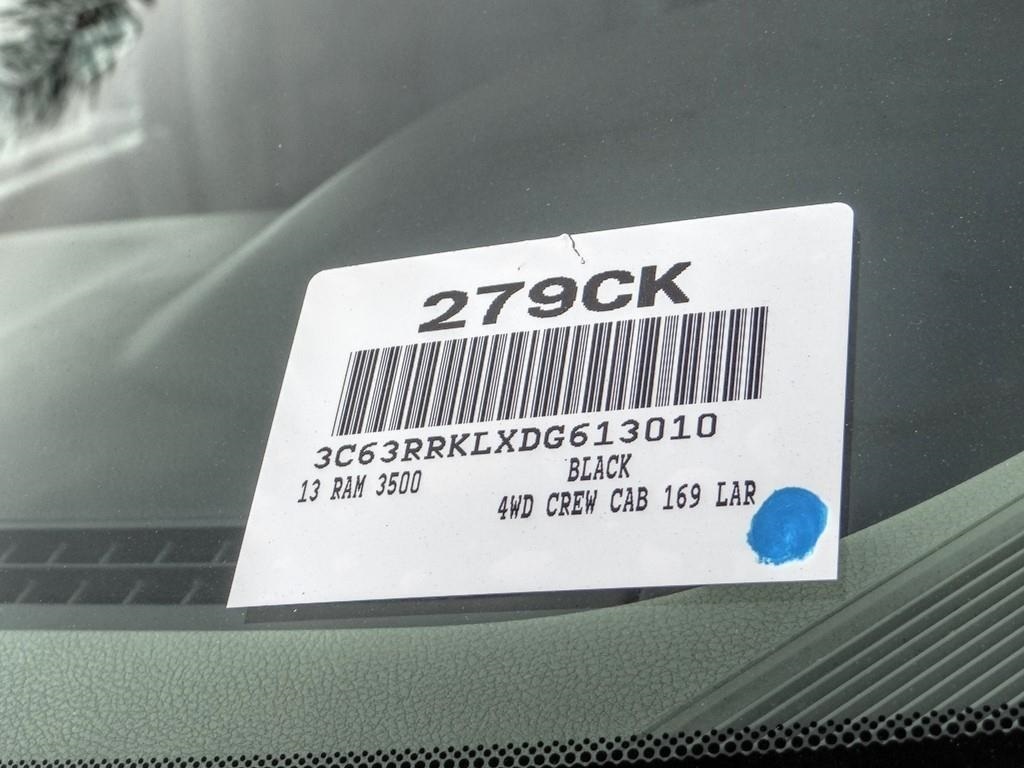 279CK
3C63RRKLXDG613010
13 RAM 3500 BLACK
4WD CREW CAB 169 LAR